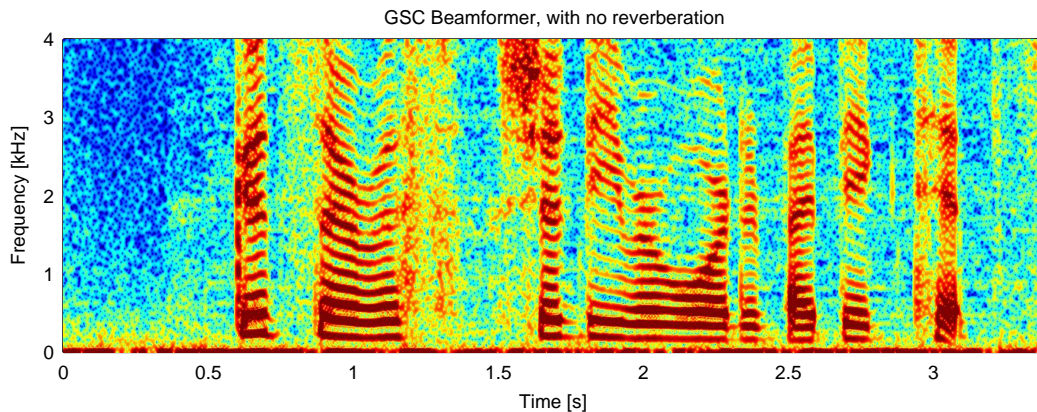 GSC Beamformer, with no reverberation
4
3
2
1
0
Frequency [kHz]
0 0.5 1 1.5 2 2.5 3
Time [s]